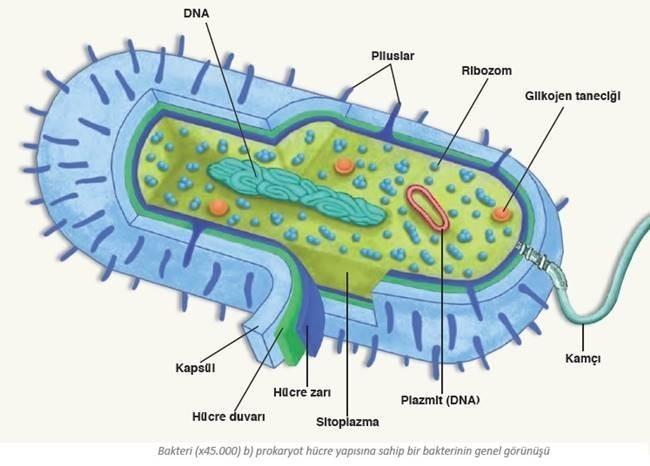 DNA
Piluslar
Ribozom
Glikojen taneciği
Kapsül
Hücre duvarı
Hücre zarı
Sitoplazma
Plazmit (DNA)
Kamçı
Bakteri (x45.000) b) prokaryot hücre yapısına sahip bir bakterinin genel görünüşü